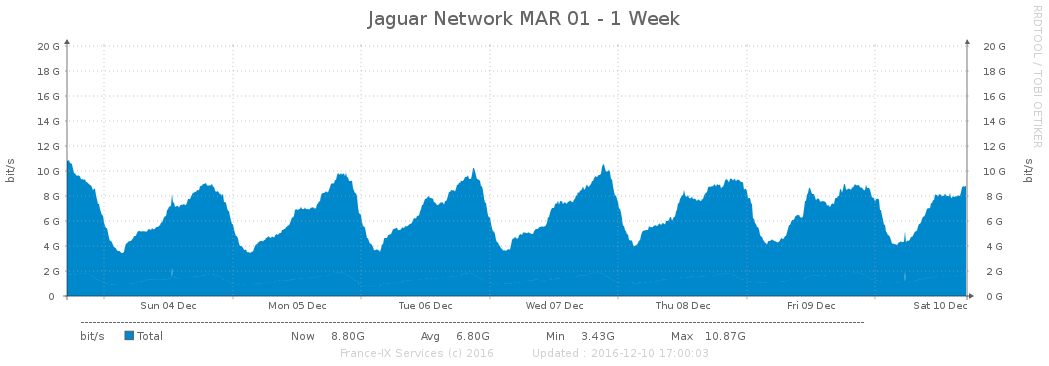 Jaguar Network MAR 01 - 1 Week
RRDTOOL / TOBI OETIKER
bit/s
bit/s
20 G 20 G
18 G 18 G
16 G 16 G
14 G 14 G
12 G 12 G
10 G 10 G
8 G 8 G
6 G 6 G
4 G 4 G
2 G 2 G
0 0 G
Sun 04 Dec Mon 05 Dec Tue 06 Dec Wed 07 Dec Thu 08 Dec Fri 09 Dec Sat 10 Dec
bit/s Total Now 8.80G Avg 6.80G Min 3.43G Max 10.87G
France-IX Services (c) 2016 Updated : 2016-12-10 17:00:03